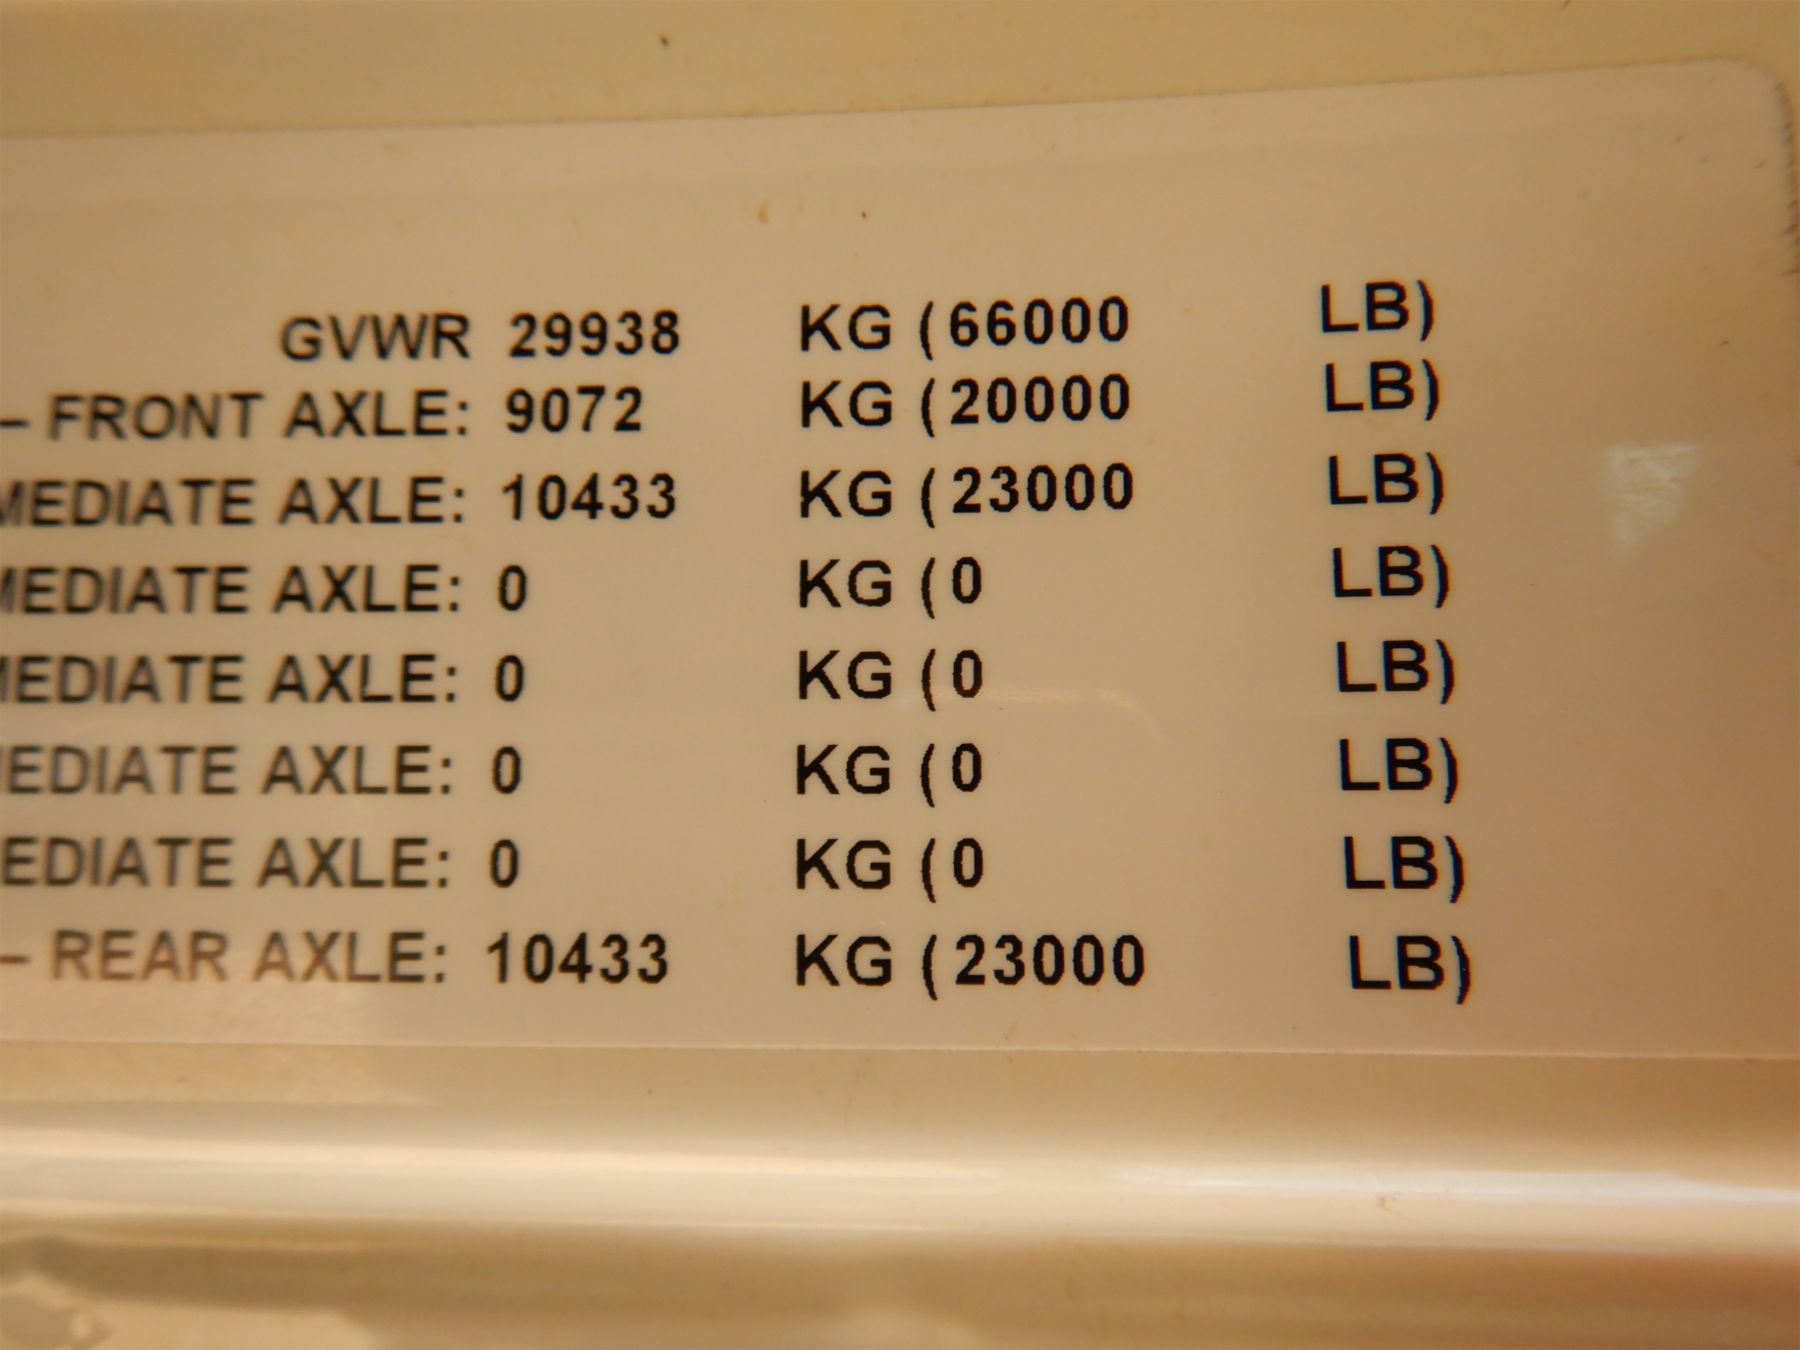 GVWR 29938 KG (66000 LB)
– FRONT AXLE: 9072 KG (20000 LB)
MEDIATE AXLE: 10433 KG (23000 LB)
MEDIATE AXLE: 0 KG (0 LB)
MEDIATE AXLE: 0 KG (0 LB)
MEDIATE AXLE: 0 KG (0 LB)
EDIATE AXLE: 0 KG (0 LB)
– REAR AXLE: 10433 KG (23000 LB)